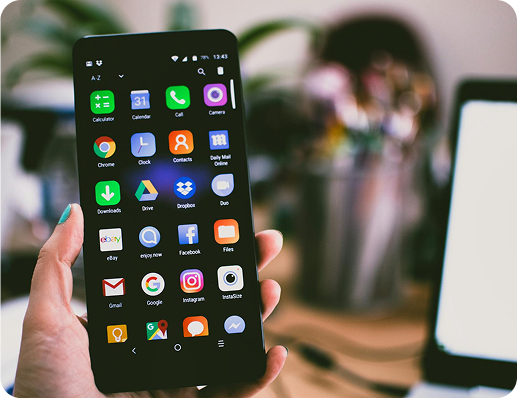 78% 13:43
A-Z
Calculator
31
Calendar
Call
Camera
Chrome
Clock
Contacts
Daily Mail
Online
Downloads
Drive
Dropbox
Duo
ebay
eBay
enjoy.now
Facebook
Files
Gmail
Google
Instagram
InstaSize